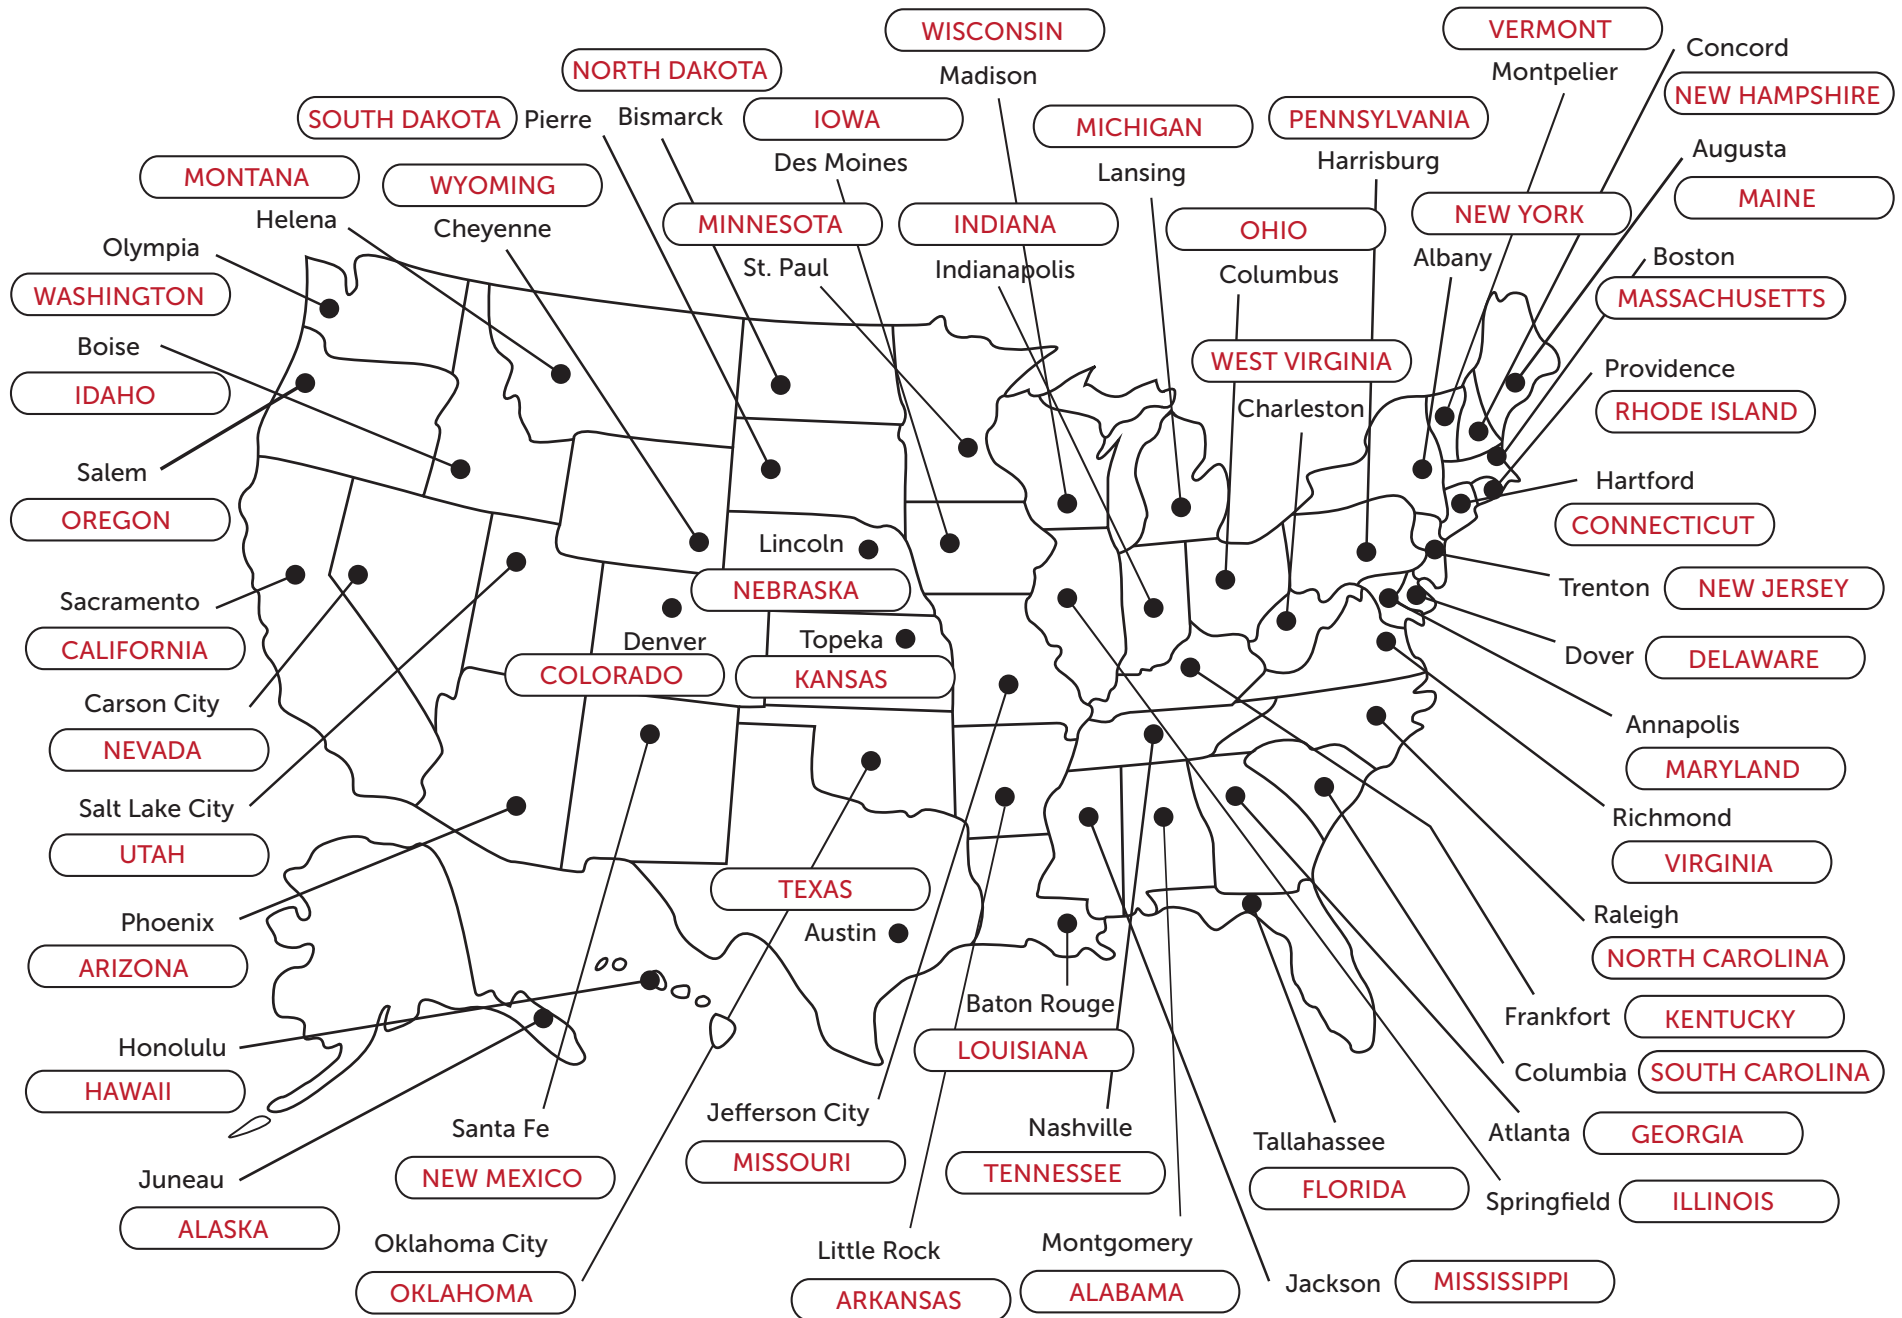 WISCONSIN
Madison
VERMONT
Montpelier
Concord
NEW HAMPSHIRE
NORTH DAKOTA
Bismarck
SOUTH DAKOTA
Pierre
IOWA
Des Moines
MICHIGAN
Lansing
PENNSYLVANIA
Harrisburg
Augusta
MAINE
MONTANA
Helena
WYOMING
Cheyenne
MINNESOTA
St. Paul
INDIANA
Indianapolis
OHIO
Columbus
NEW YORK
Albany
Boston
MASSACHUSETTS
Olympia
WASHINGTON
Boise
IDAHO
WEST VIRGINIA
Charleston
Providence
RHODE ISLAND
Salem
OREGON
Hartford
CONNECTICUT
Lincoln
NEBRASKA
Sacramento
CALIFORNIA
Denver
COLORADO
Topeka
KANSAS
Trenton
NEW JERSEY
Dover
DELAWARE
Carson City
NEVADA
Annapolis
MARYLAND
Salt Lake City
UTAH
Richmond
VIRGINIA
TEXAS
Austin
Phoenix
ARIZONA
Raleigh
NORTH CAROLINA
Baton Rouge
LOUISIANA
Frankfort
KENTUCKY
Honolulu
HAWAII
Columbia
SOUTH CAROLINA
Santa Fe
NEW MEXICO
Jefferson City
MISSOURI
Nashville
TENNESSEE
Tallahassee
FLORIDA
Atlanta
GEORGIA
Juneau
ALASKA
Springfield
ILLINOIS
Oklahoma City
OKLAHOMA
Little Rock
ARKANSAS
Montgomery
ALABAMA
Jackson
MISSISSIPPI